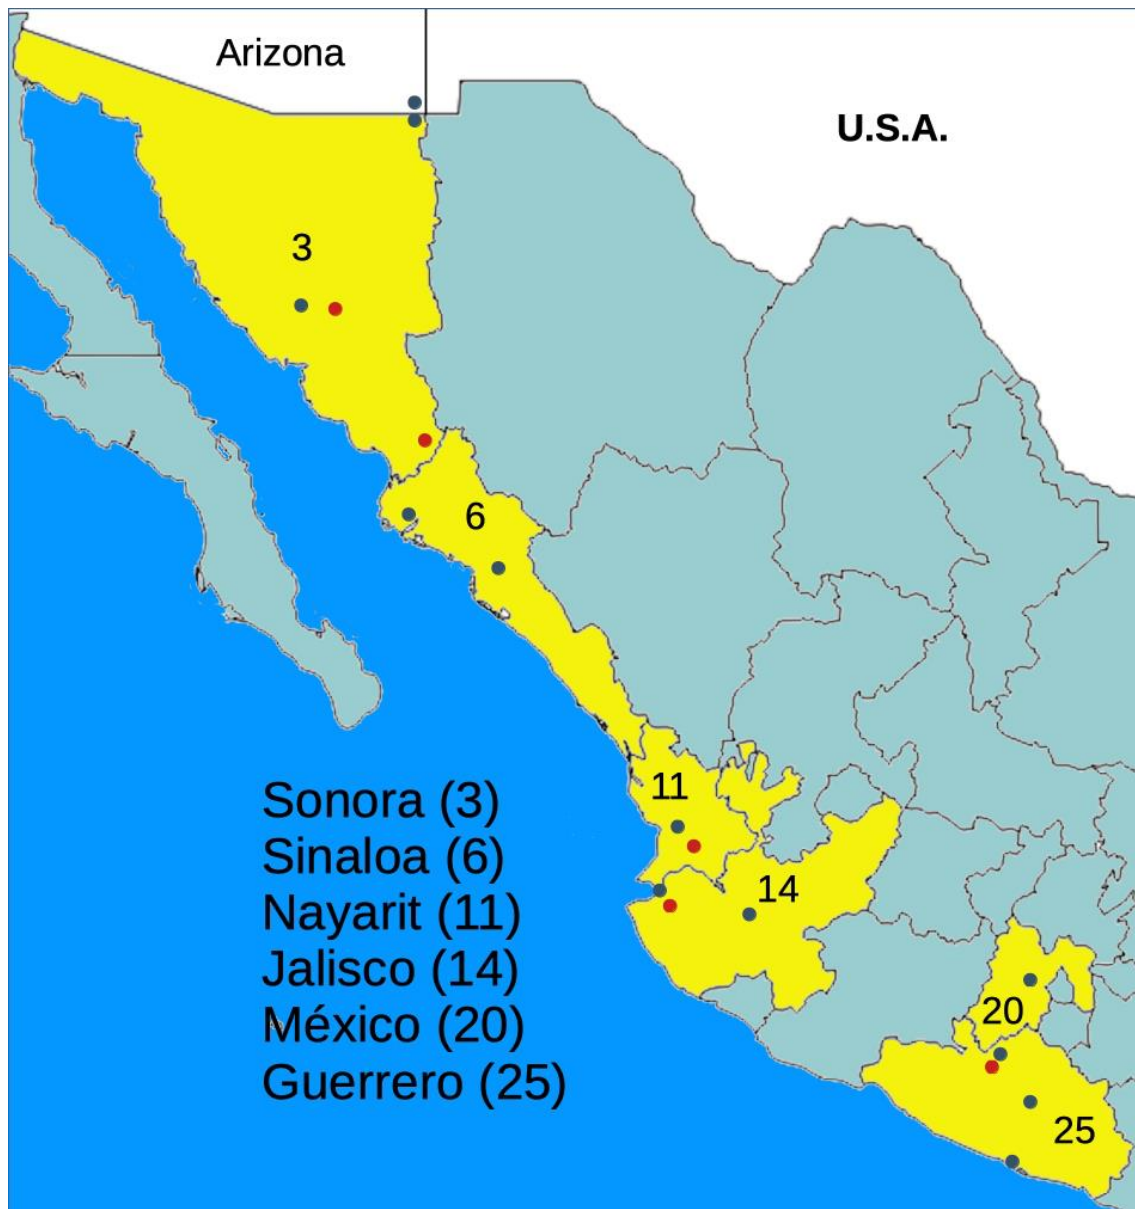 Arizona
U.S.A.
3
6
11
14
20
25
Sonora (3)
Sinaloa (6)
Nayarit (11)
Jalisco (14)
México (20)
Guerrero (25)